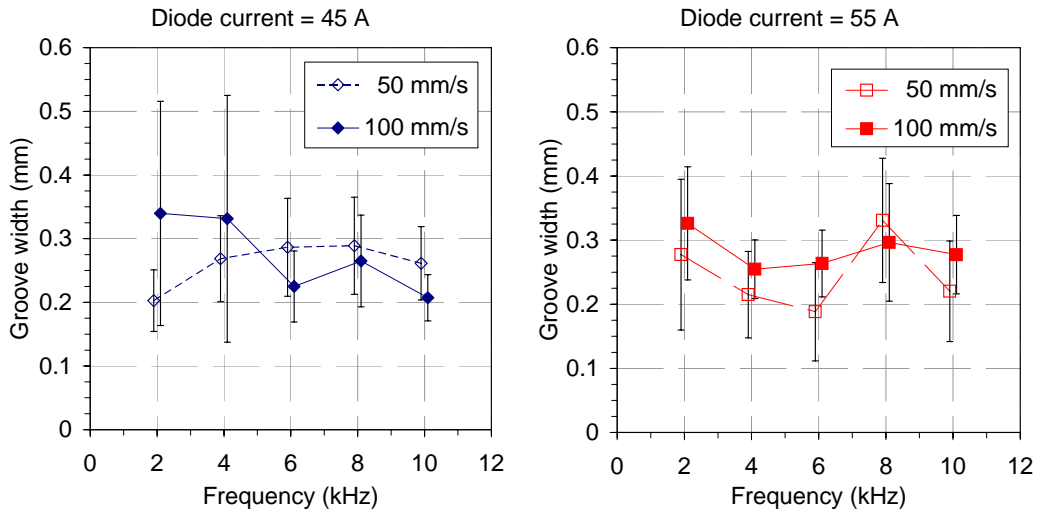 Diode current = 45 A
0.6
0.5
0.4
0.3
0.2
0.1
0
Groove width (mm)
50 mm/s
100 mm/s
0 2 4 6 8 10 12
Frequency (kHz)
Diode current = 55 A
0.6
0.5
0.4
0.3
0.2
0.1
0
Groove width (mm)
50 mm/s
100 mm/s
0 2 4 6 8 10 12
Frequency (kHz)